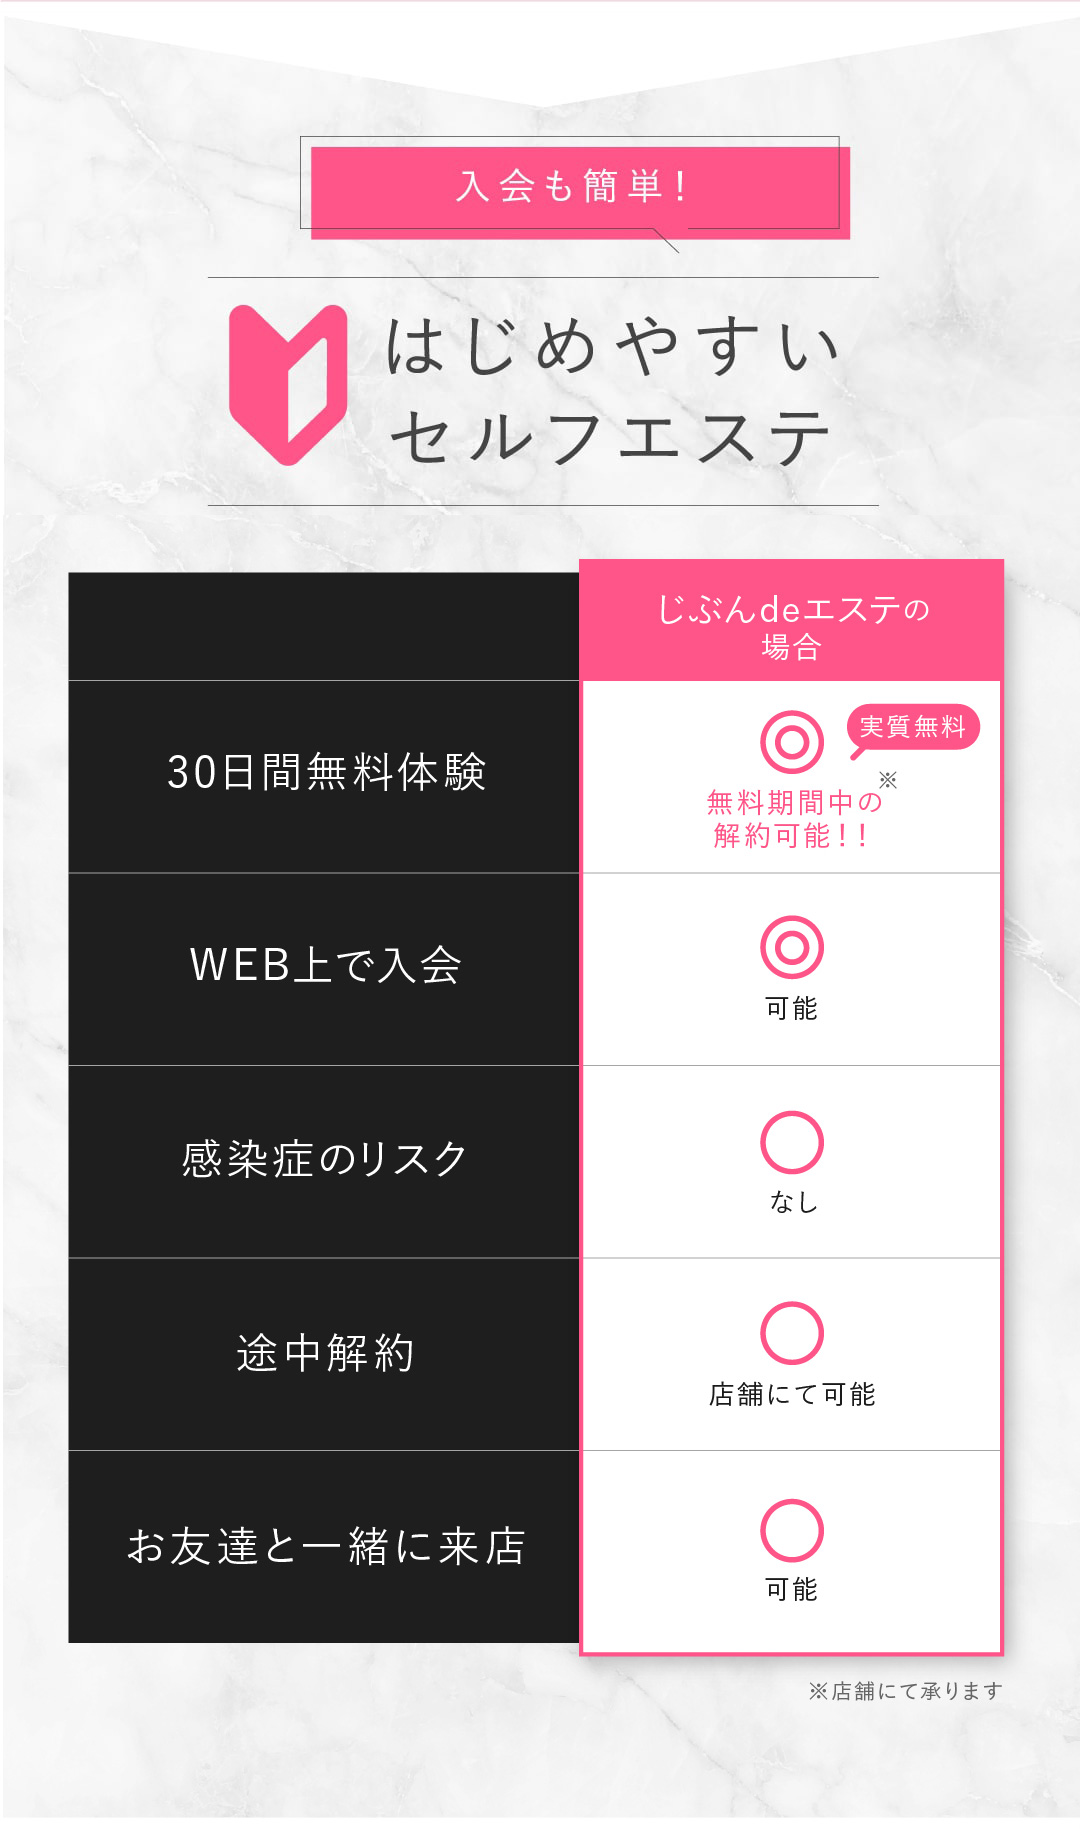 入会も簡単！
はじめやすい
セルフエステ
じぶんdeエステの
場合
30日間無料体験
◎
実質無料
※
無料期間中の
解約可能！！
WEB上で入会
◎
可能
感染症のリスク
○
なし
途中解約
○
店舗にて可能
お友達と一緒に来店
○
可能
※店舗にて承ります